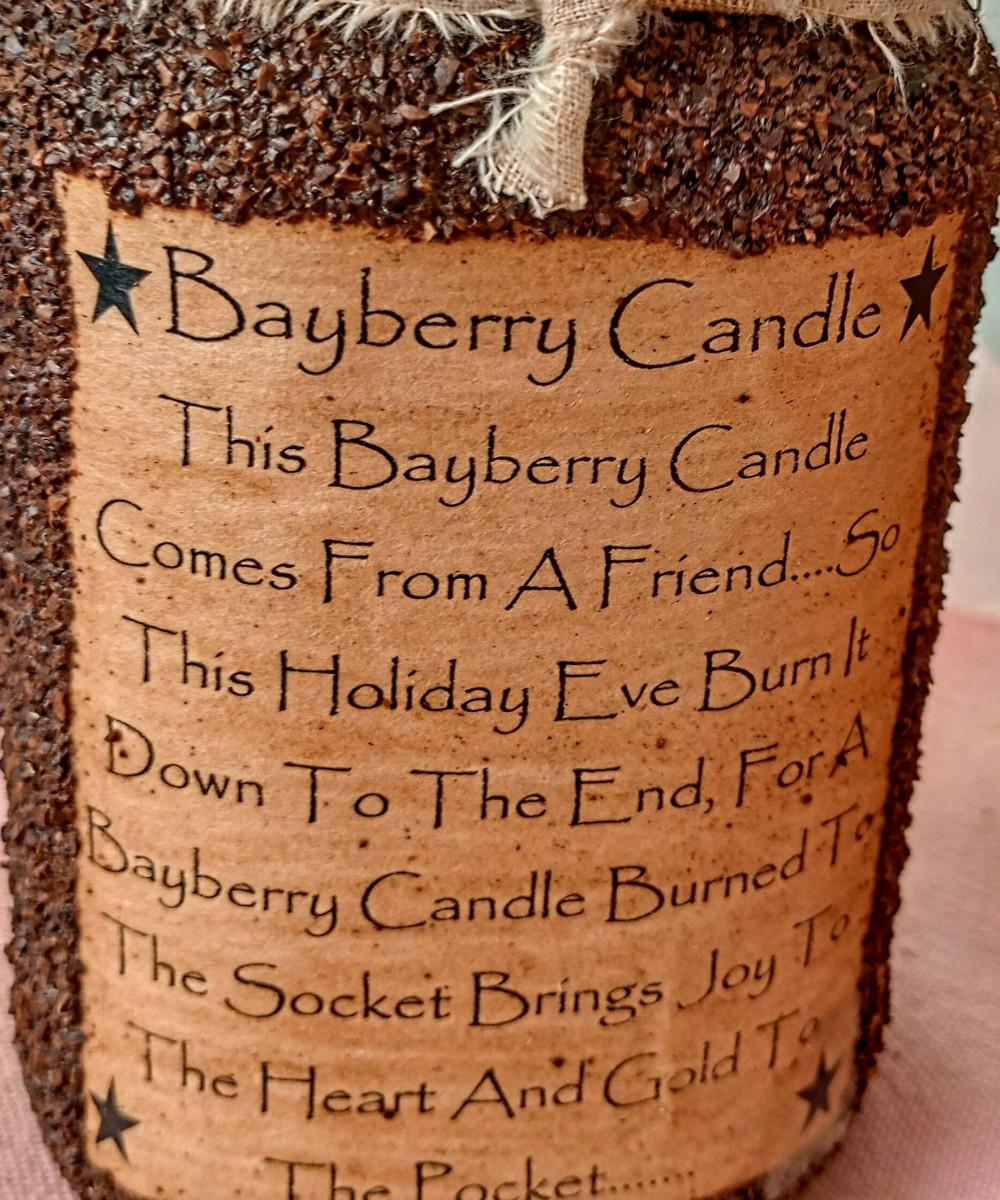 Bayberry Candle
This Bayberry Candle
Comes From A Friend....So
This Holiday Eve Burn It
Down To The End, For A
Bayberry Candle Burned To
The Socket Brings Joy To
The Heart And Gold To
The Pocket.......